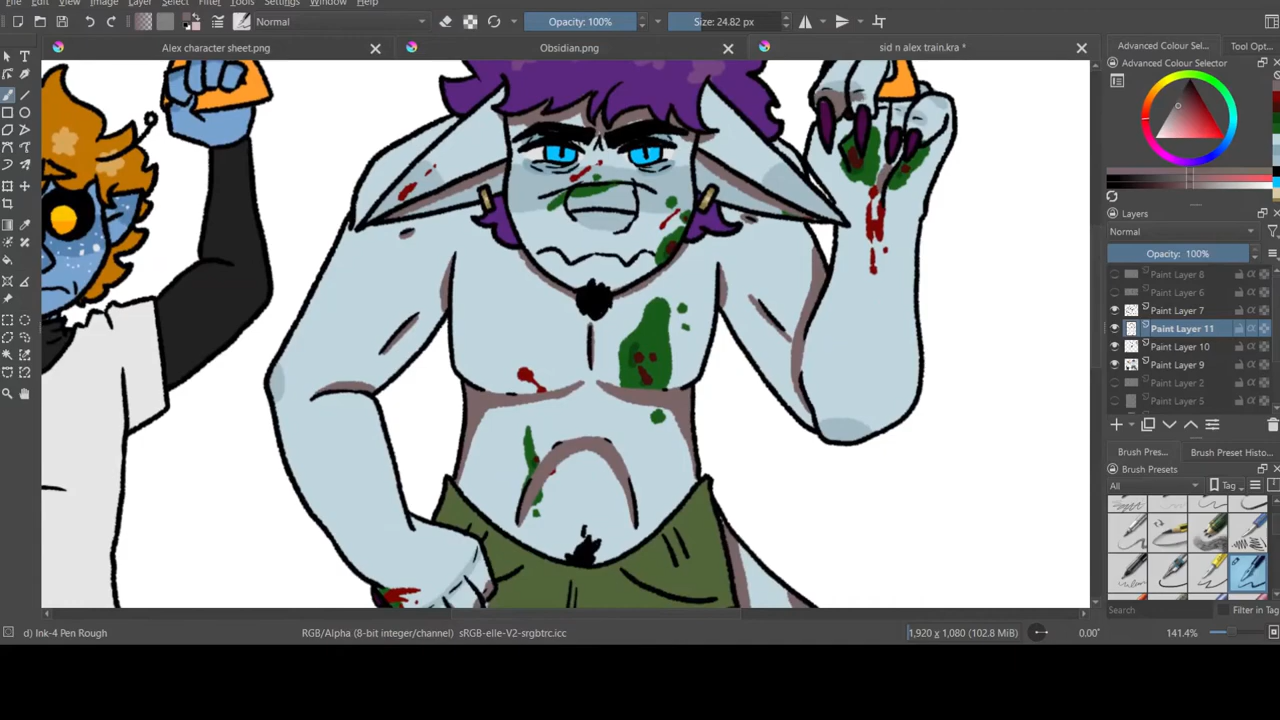 File Edit View Image Layer Select Filter Tools Settings Window Help
Normal
Opacity: 100%
Size: 24.82 px
Alex character sheet.png
Obsidian.png
sid n alex train.kra *
Advanced Colour Sel...
Tool Opt...
Advanced Colour Selector
Layers
Normal
Opacity: 100%
Paint Layer 8
Paint Layer 6
Paint Layer 7
Paint Layer 11
Paint Layer 10
Paint Layer 9
Paint Layer 2
Paint Layer 5
Brush Pres...
Brush Preset Histo...
Brush Presets
All
Tag
Search
Filter in Tag
d) Ink-4 Pen Rough
RGB/Alpha (8-bit integer/channel) sRGB-elle-V2-srgbtrc.icc
1,920 x 1,080 (102.8 MiB)
0.00°
141.4%